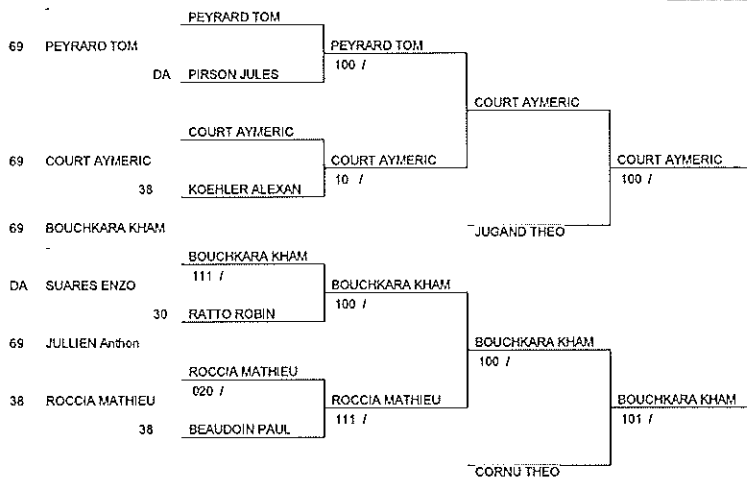 PEYRARD TOM
69 PEYRARD TOM PEYRARD TOM
100 /
DA PIRSON JULES
COURT AYMERIC
COURT AYMERIC
69 COURT AYMERIC COURT AYMERIC COURT AYMERIC
10 / 100 /
38 KOEHLER ALEXAN
69 BOUCHKARA KHAM JUGAND THEO
BOUCHKARA KHAM
111 /
DA SUARES ENZO BOUCHKARA KHAM
100 /
30 RATTO ROBIN
69 JULLIEN Anthon BOUCHKARA KHAM
100 /
ROCCIA MATHIEU
020 /
38 ROCCIA MATHIEU ROCCIA MATHIEU BOUCHKARA KHAM
111 / 101 /
38 BEAUDOIN PAUL
CORNU THEO